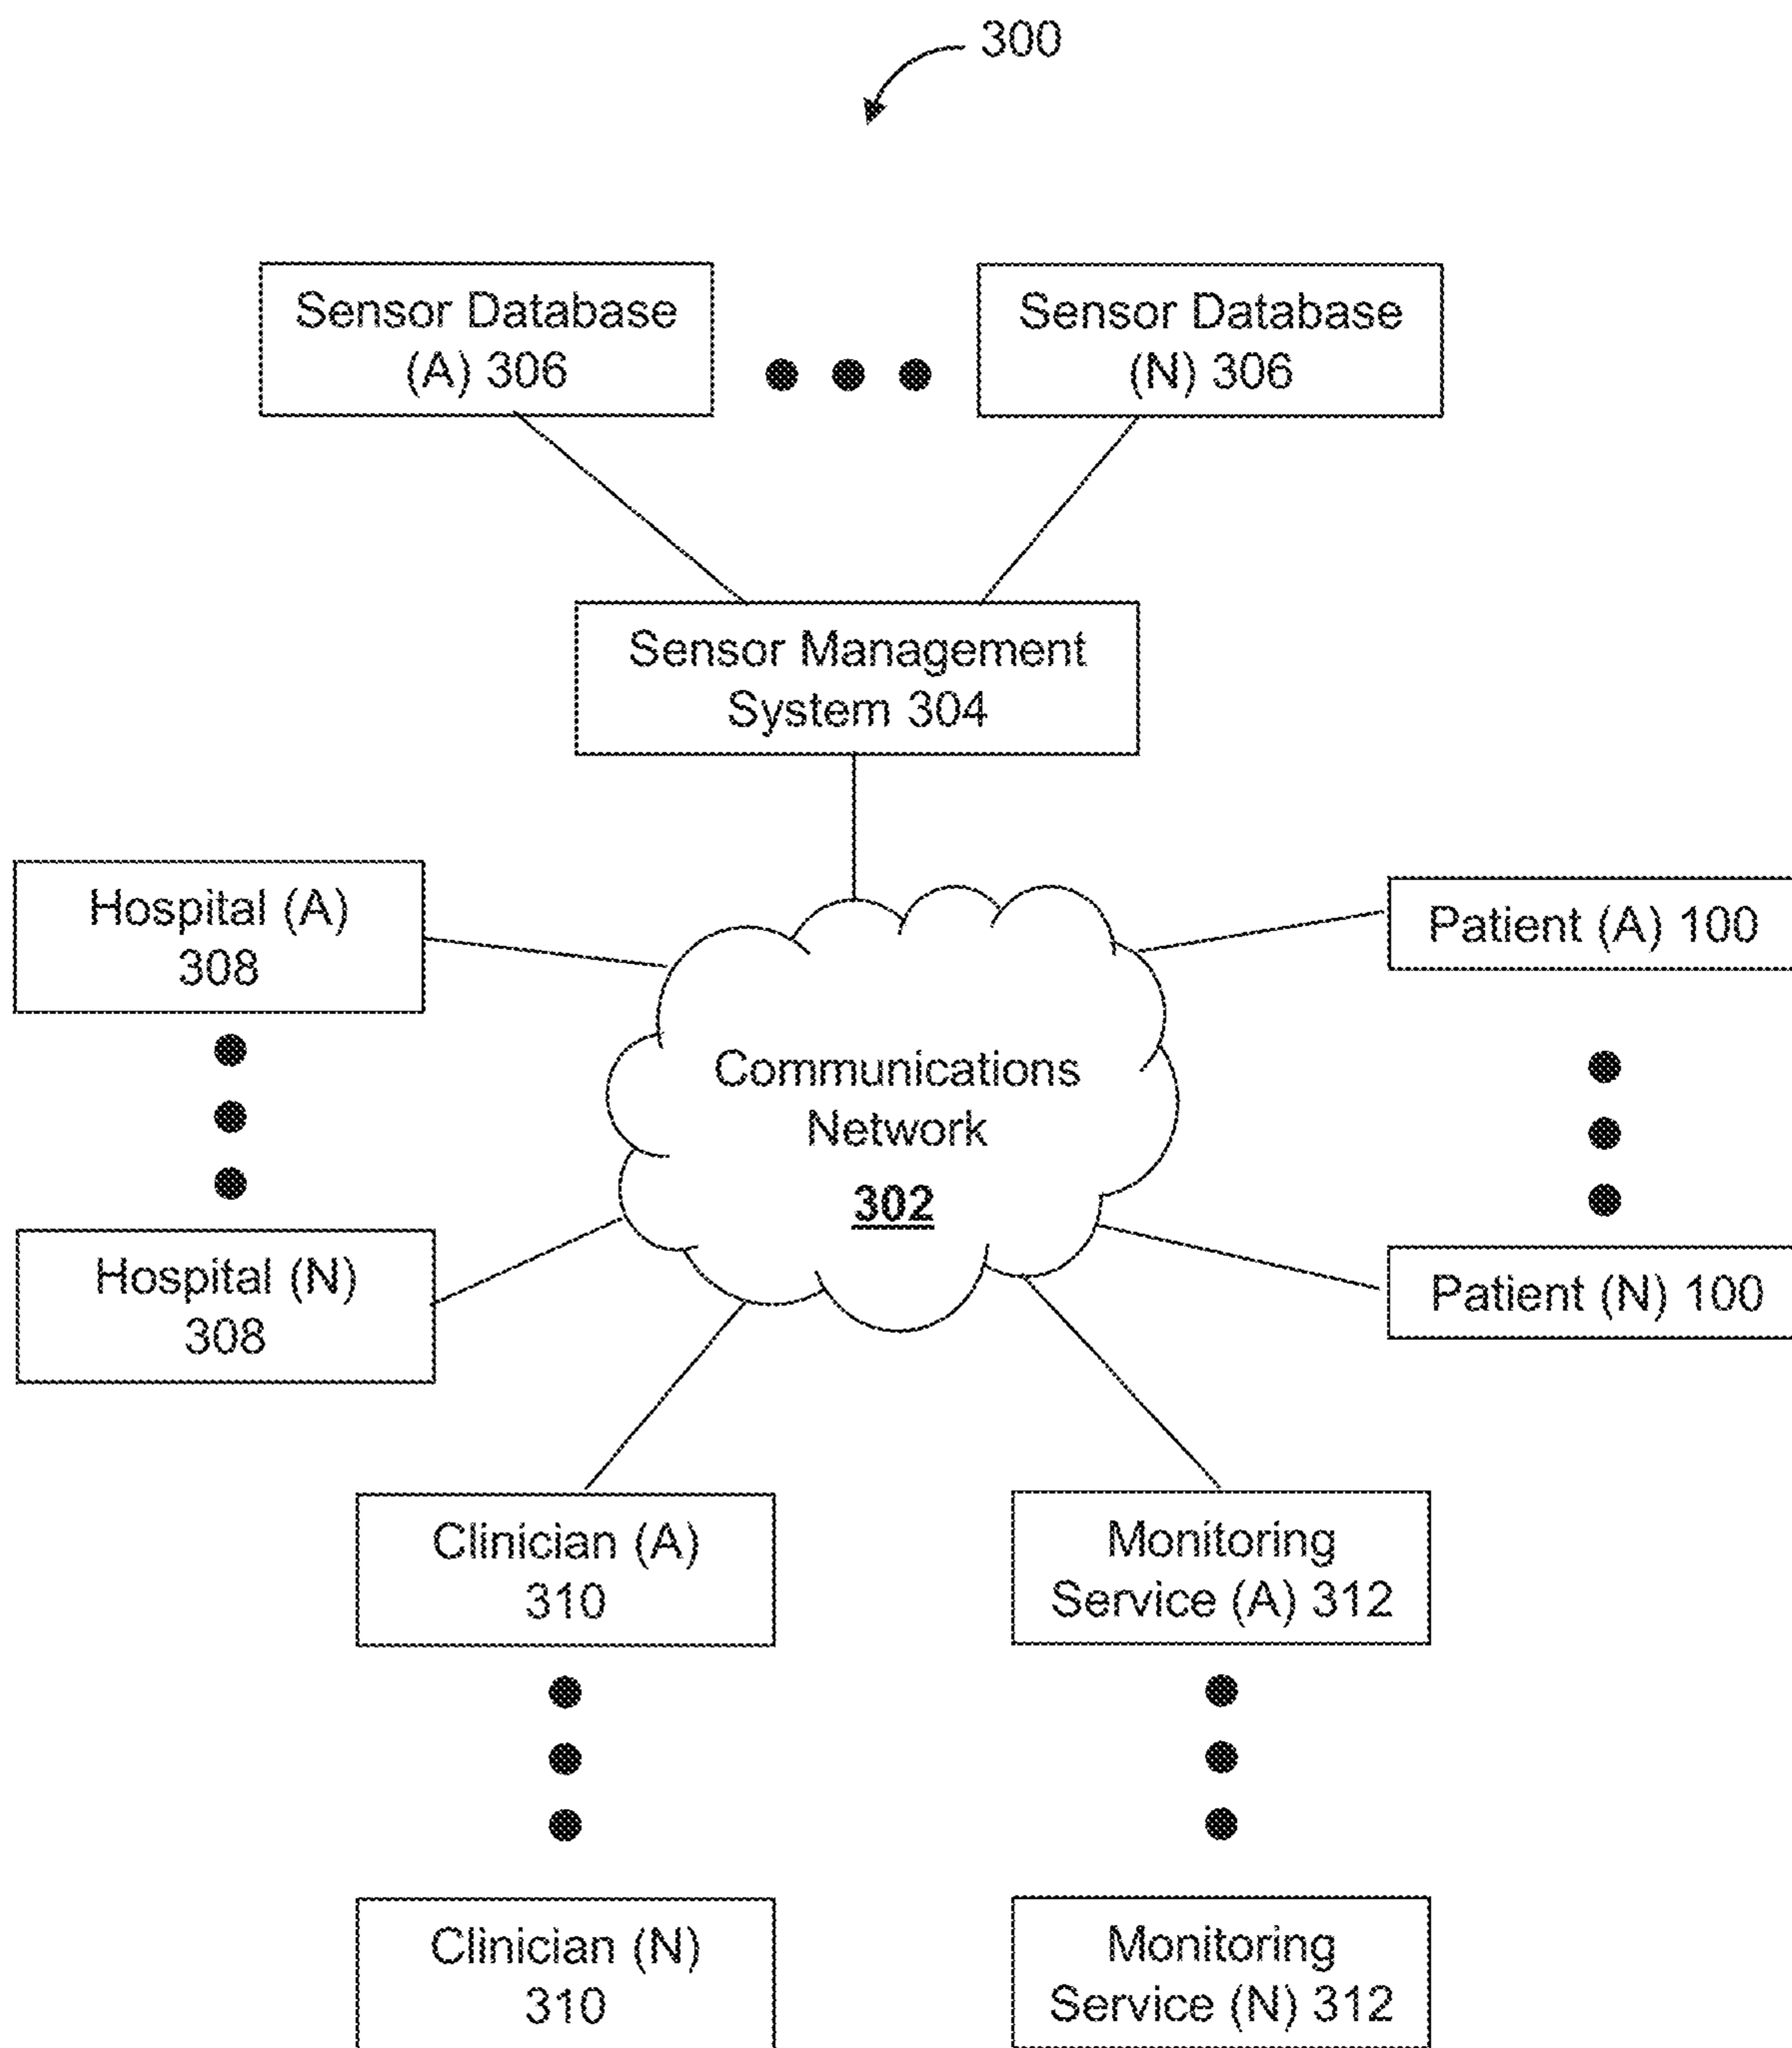 300
Sensor Database
(A) 306
Sensor Database
(N) 306
Sensor Management
System 304
Hospital (A)
308
Patient (A) 100
Communications
Network
302
Hospital (N)
308
Patient (N) 100
Clinician (A)
310
Monitoring
Service (A) 312
Clinician (N)
310
Monitoring
Service (N) 312